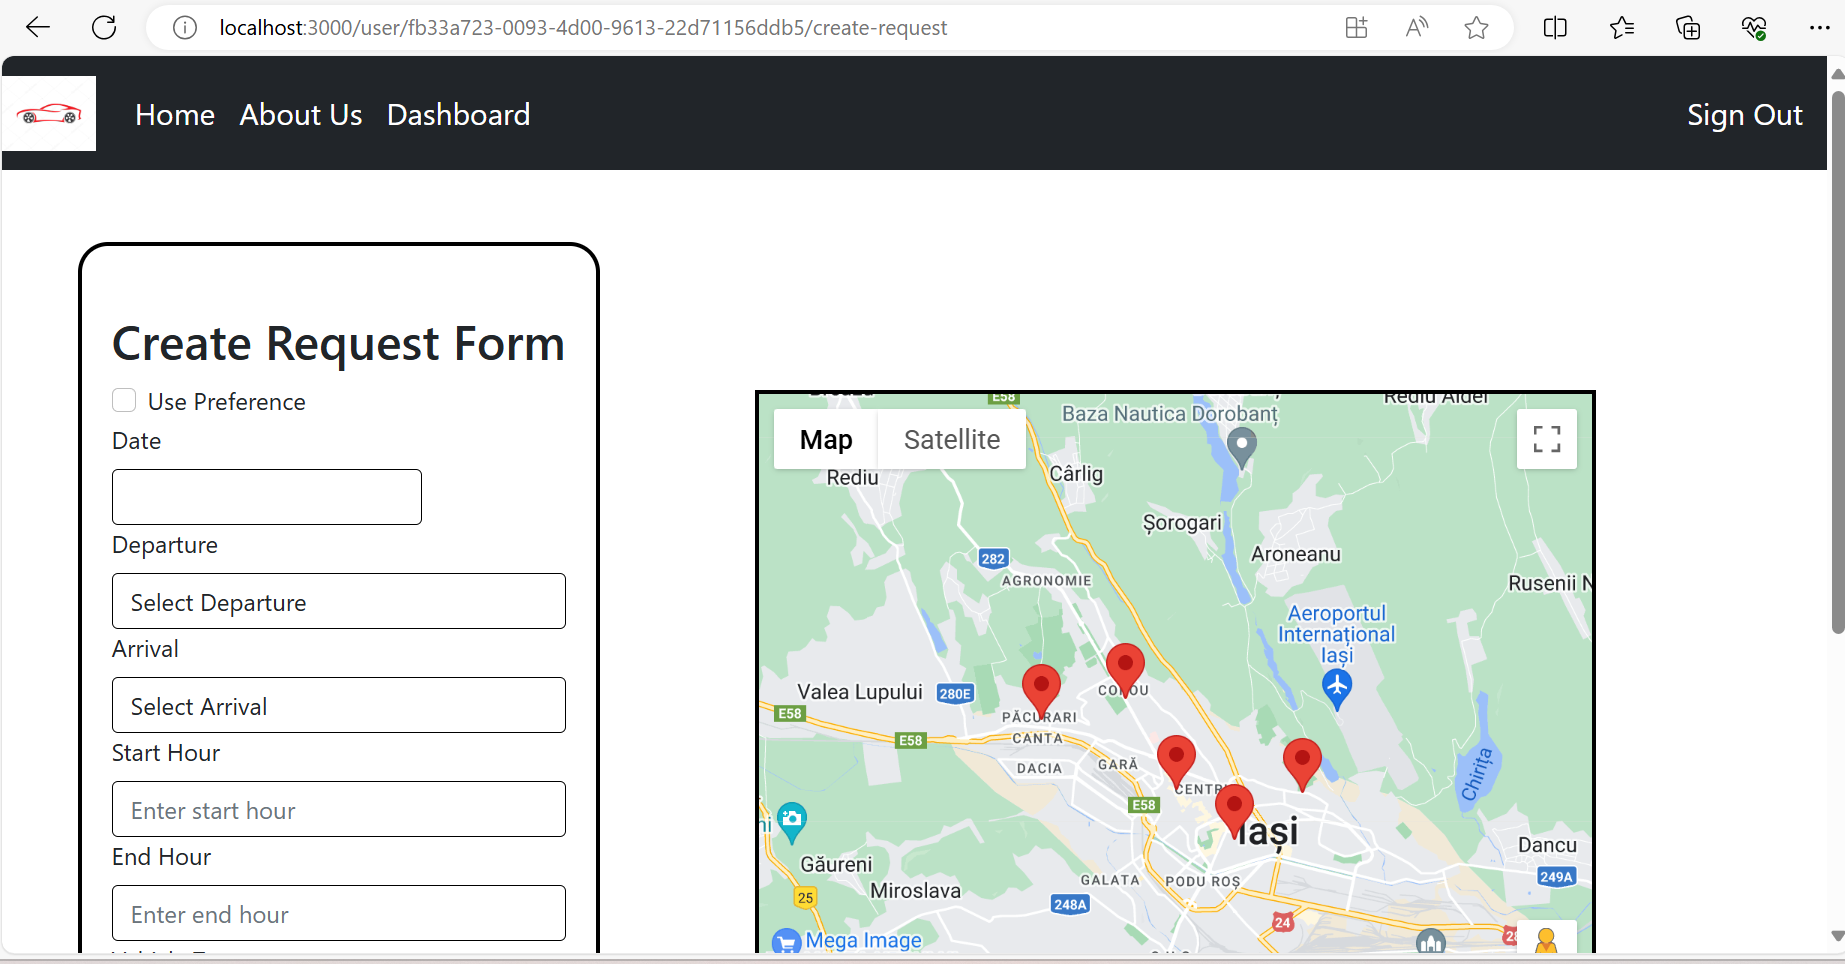 localhost:3000/user/fb33a723-0093-4d00-9613-22d71156ddb5/create-request
Home About Us Dashboard Sign Out
Create Request Form
Use Preference
Date
Departure
Select Departure
Arrival
Select Arrival
Start Hour
Enter start hour
End Hour
Enter end hour
E58
Rediu Aldei
Baza Nautica Dorobanț
Map Satellite
Rediu
Cârlig
Șorogari
Aroneanu
282
AGRONOMIE
Rusenii N
Aeroportul
Internațional
Iași
Valea Lupului
280E
COPOU
E58
PĂCURARI
CANTA
E58
DACIA
GARĂ
CENTRU
E58
Chirița
Iași
Găureni
Dancu
GALATA
PODU ROȘ
249A
Miroslava
25
248A
24
28
Mega Image